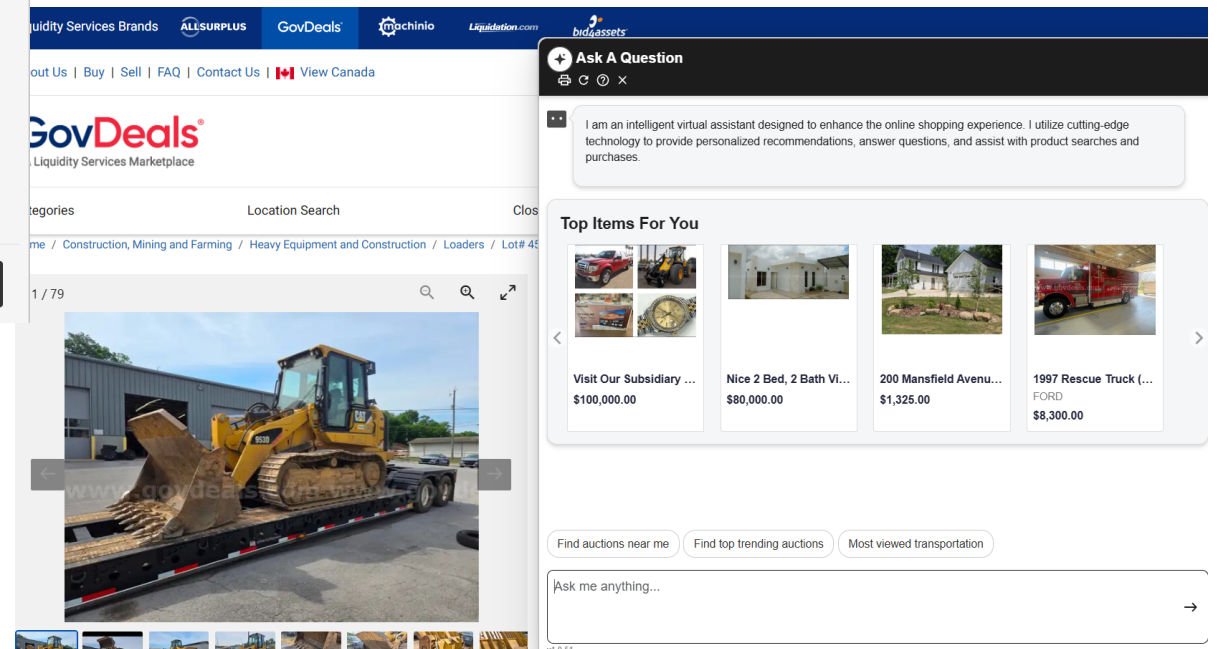 quidity Services Brands
ALLSURPLUS
GovDeals
machinio
Liquidation.com
bid4assets
out Us | Buy | Sell | FAQ | Contact Us | View Canada
GovDeals
Liquidity Services Marketplace
tegories
Location Search
Clos
me / Construction, Mining and Farming / Heavy Equipment and Construction / Loaders / Lot# 45
1 / 79
CAT
953D
www.govdeals.com
Ask A Question
I am an intelligent virtual assistant designed to enhance the online shopping experience. I utilize cutting-edge
technology to provide personalized recommendations, answer questions, and assist with product searches and
purchases.
Top Items For You
Visit Our Subsidiary ...
$100,000.00
Nice 2 Bed, 2 Bath Vi...
$80,000.00
200 Mansfield Avenu...
$1,325.00
1997 Rescue Truck (...
FORD
$8,300.00
Find auctions near me
Find top trending auctions
Most viewed transportation
Ask me anything...